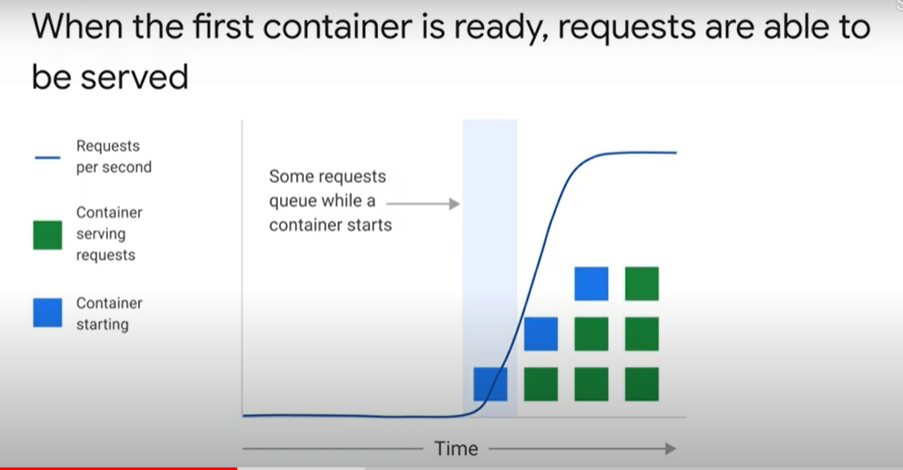 When the first container is ready, requests are able to
be served
Requests
per second
Container
serving
requests
Container
starting
Some requests
queue while a
container starts
Time